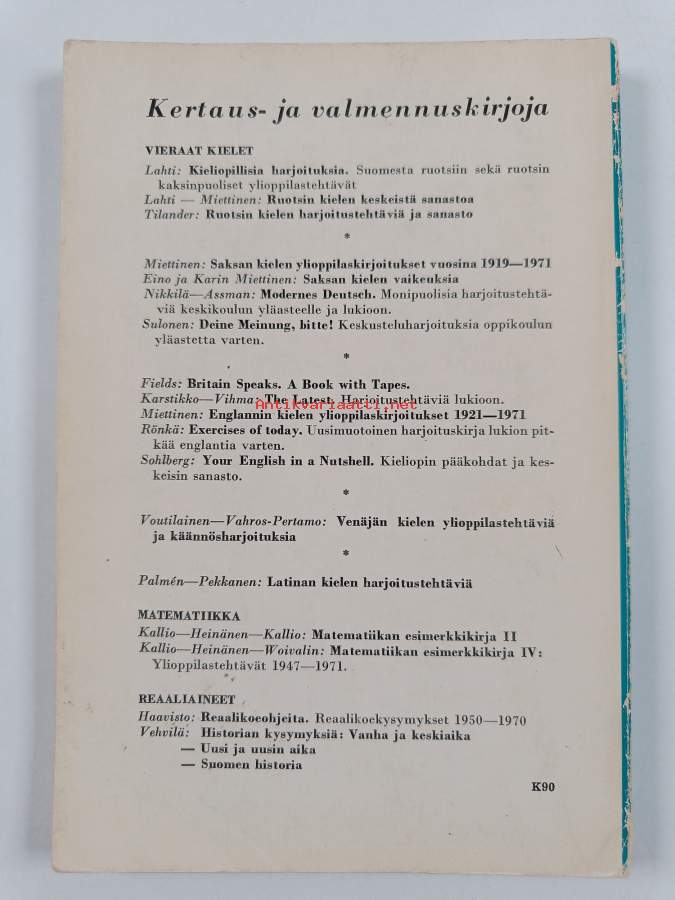 Kertaus- ja valmennuskirjoja
VIERAAT KIELET
Lahti: Kieliopillisia harjoituksia. Suomesta ruotsiin sekä ruotsin
kaksinpuoliset ylioppilastehtävät
Lahti — Miettinen: Ruotsin kielen keskeistä sanastoa
Tilander: Ruotsin kielen harjoitustehtäviä ja sanasto
*
Miettinen: Saksan kielen ylioppilaskirjoitukset vuosina 1919—1971
Eino ja Karin Miettinen: Saksan kielen vaikeuksia
Nikkilä—Assman: Modernes Deutsch. Monipuolisia harjoitustehtä-
viä keskikoulun yläasteelle ja lukioon.
Sulonen: Deine Meinung, bitte! Keskusteluharjoituksia oppikoulun
yläastetta varten.
*
Fields: Britain Speaks. A Book with Tapes.
Karstikko—Vihma: The Latest. Harjoitustehtäviä lukioon.
Antikvariaatti.net
Miettinen: Englannin kielen ylioppilaskirjoitukset 1921—1971
Rönkä: Exercises of today. Uusimuotoinen harjoituskirja lukion pit-
kää englantia varten.
Sohlberg: Your English in a Nutshell. Kieliopin pääkohdat ja kes-
keisin sanasto.
*
Voutilainen—Vahros-Pertamo: Venäjän kielen ylioppilastehtäviä
ja käännösharjoituksia
*
Palmén—Pekkanen: Latinan kielen harjoitustehtäviä
MATEMATIIKKA
Kallio—Heinänen—Kallio: Matematiikan esimerkkikirja II
Kallio—Heinänen—Woivalin: Matematiikan esimerkkikirja IV:
Ylioppilastehtävät 1947—1971.
REAALIAINEET
Haavisto: Reaalikoeohjeita. Reaalikoekysymykset 1950—1970
Vehvilä: Historian kysymyksiä: Vanha ja keskiaika
— Uusi ja uusin aika
— Suomen historia
K90